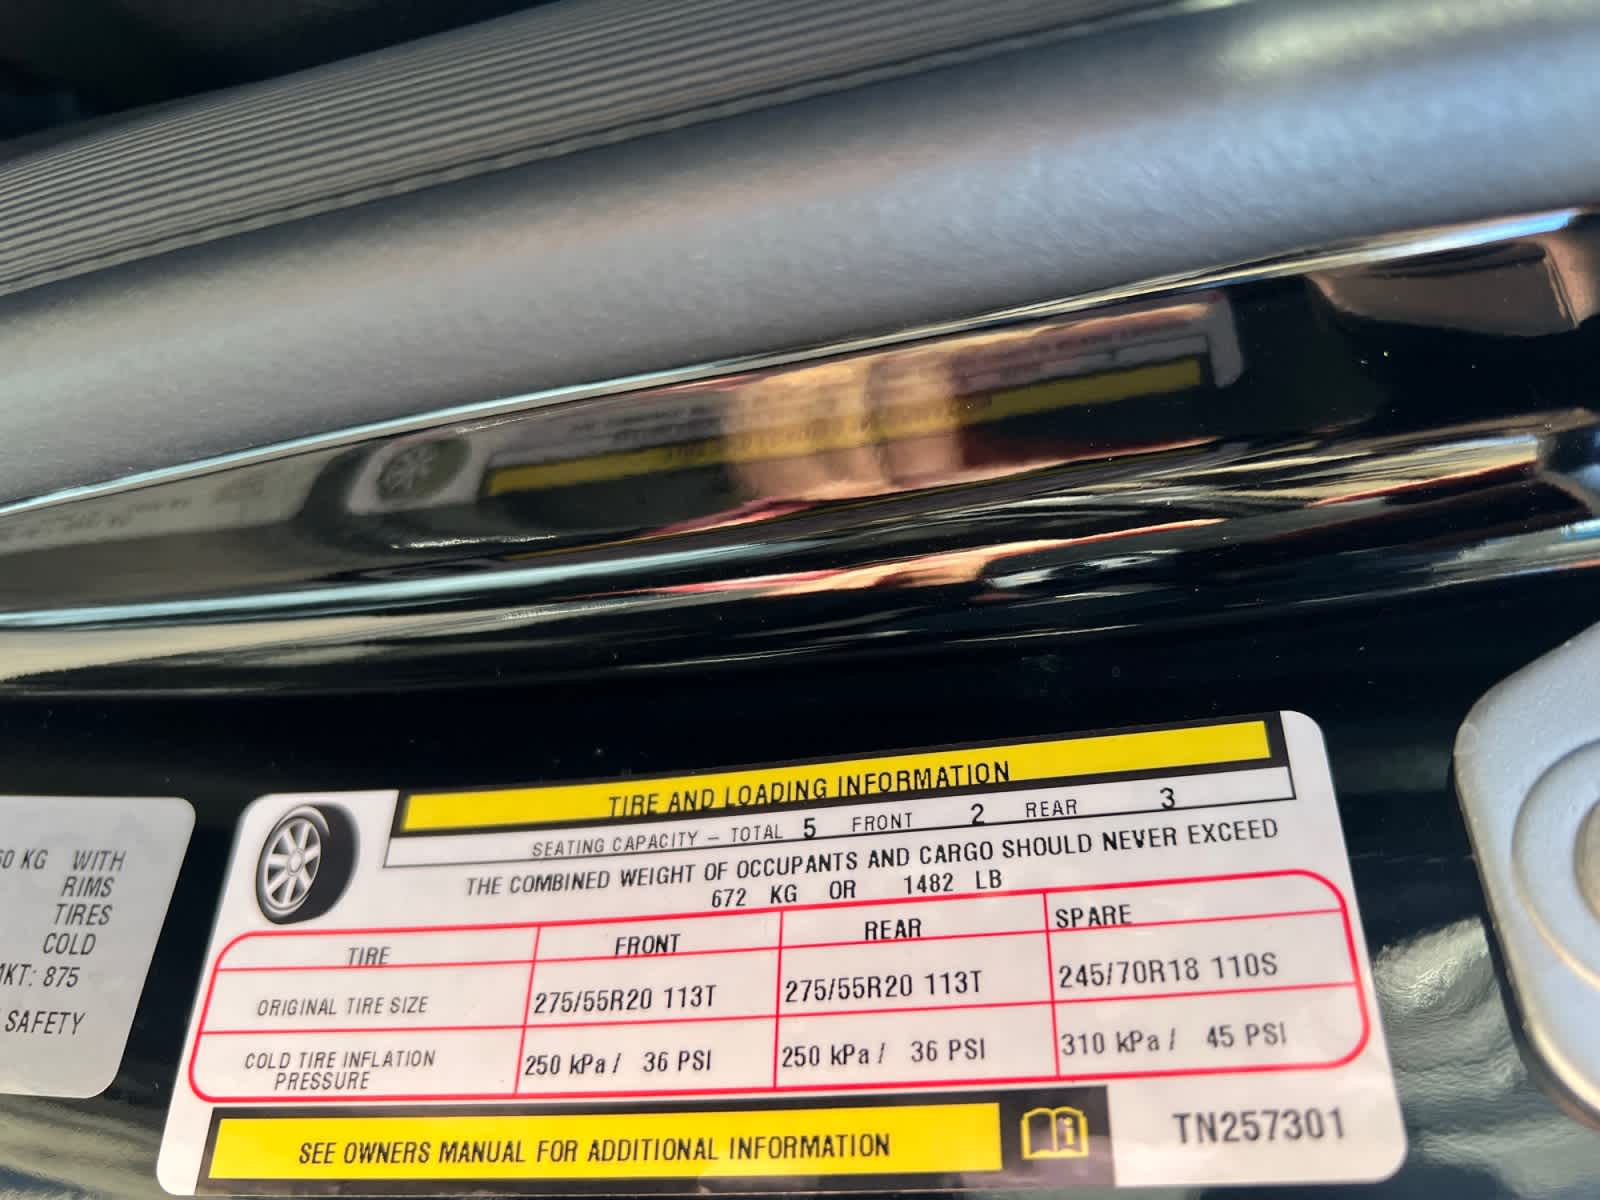 60 KG WITH
RIMS
TIRES
COLD
MKT: 875
SAFETY
TIRE AND LOADING INFORMATION
SEATING CAPACITY – TOTAL 5 FRONT 2 REAR 3
THE COMBINED WEIGHT OF OCCUPANTS AND CARGO SHOULD NEVER EXCEED
672 KG OR 1482 LB
TIRE FRONT REAR SPARE
ORIGINAL TIRE SIZE 275/55R20 113T 275/55R20 113T 245/70R18 110S
COLD TIRE INFLATION
PRESSURE 250 kPa / 36 PSI 250 kPa / 36 PSI 310 kPa / 45 PSI
SEE OWNERS MANUAL FOR ADDITIONAL INFORMATION
TN257301